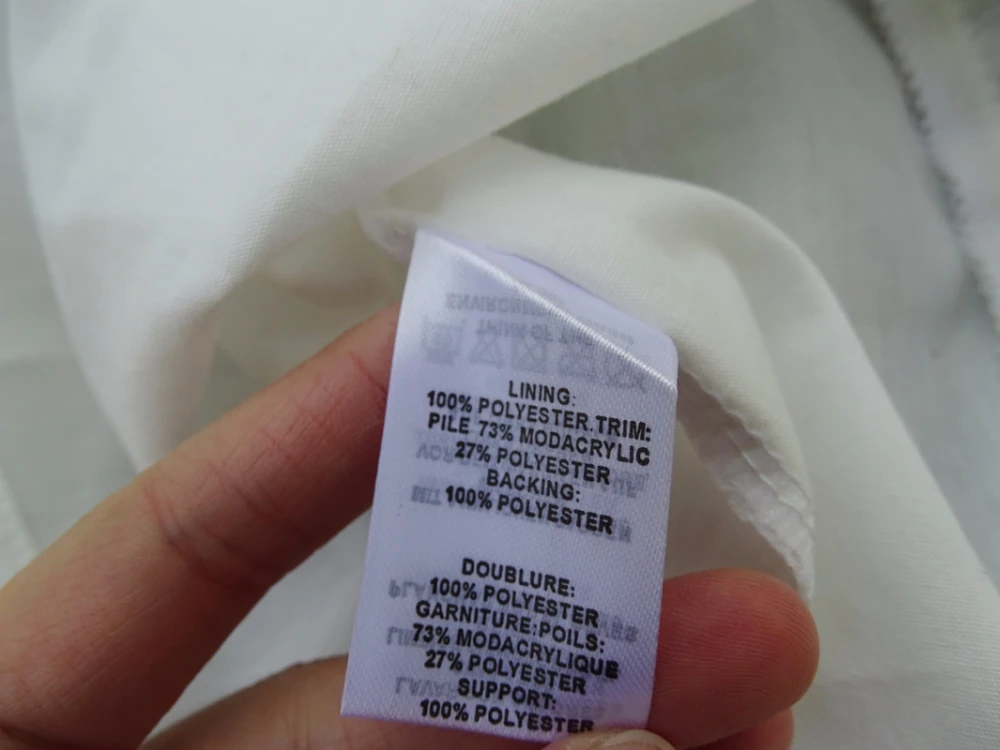 LINING:
100% POLYESTER.TRIM:
PILE 73% MODACRYLIC
27% POLYESTER
BACKING:
100% POLYESTER
DOUBLURE:
100% POLYESTER
GARNITURE:POILS:
73% MODACRYLIQUE
27% POLYESTER
SUPPORT:
100% POLYESTER